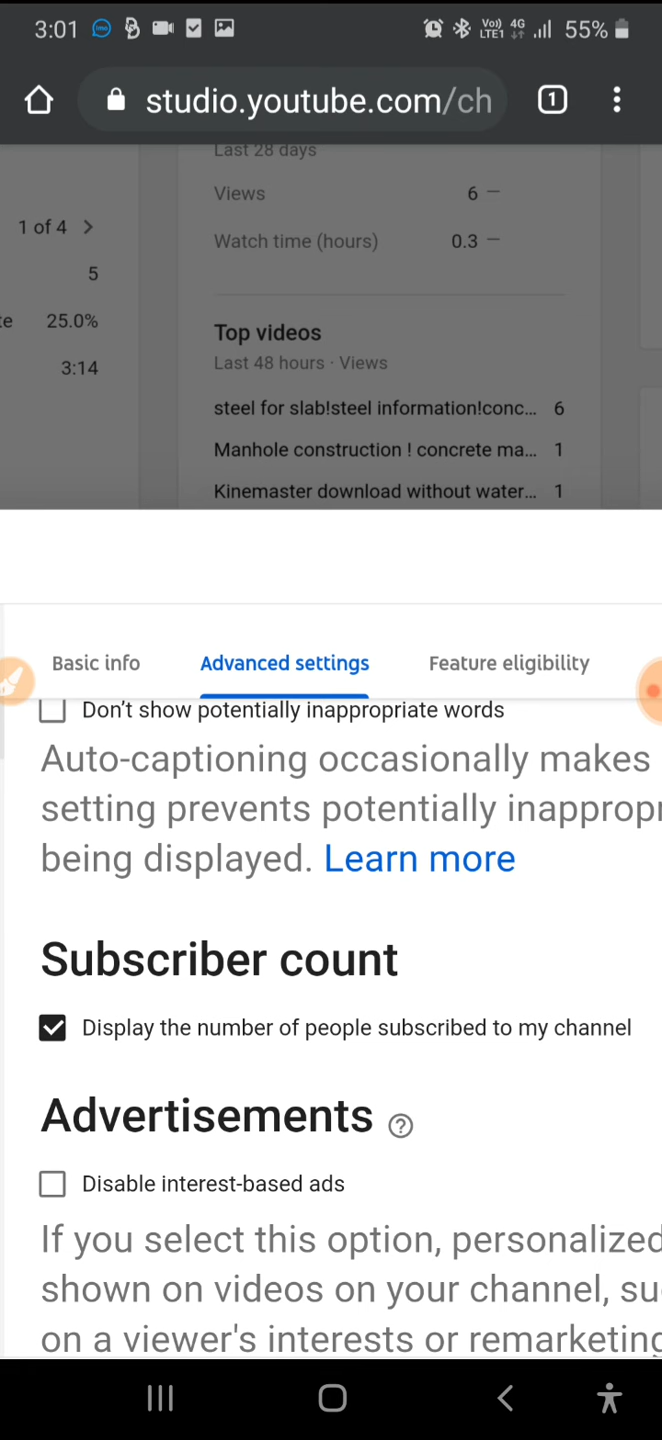 3:01
Vo)) 4G
LTE1
55%
studio.youtube.com/ch
1
Last 28 days
Views 6 —
Watch time (hours) 0.3 —
1 of 4 >
5
te 25.0%
3:14
Top videos
Last 48 hours · Views
steel for slab!steel information!conc... 6
Manhole construction ! concrete ma... 1
Kinemaster download without water... 1
Basic info Advanced settings Feature eligibility
Don't show potentially inappropriate words
Auto-captioning occasionally makes
setting prevents potentially inappropr
being displayed. Learn more
Subscriber count
Display the number of people subscribed to my channel
Advertisements ?
Disable interest-based ads
If you select this option, personalized
shown on videos on your channel, su
on a viewer's interests or remarketing